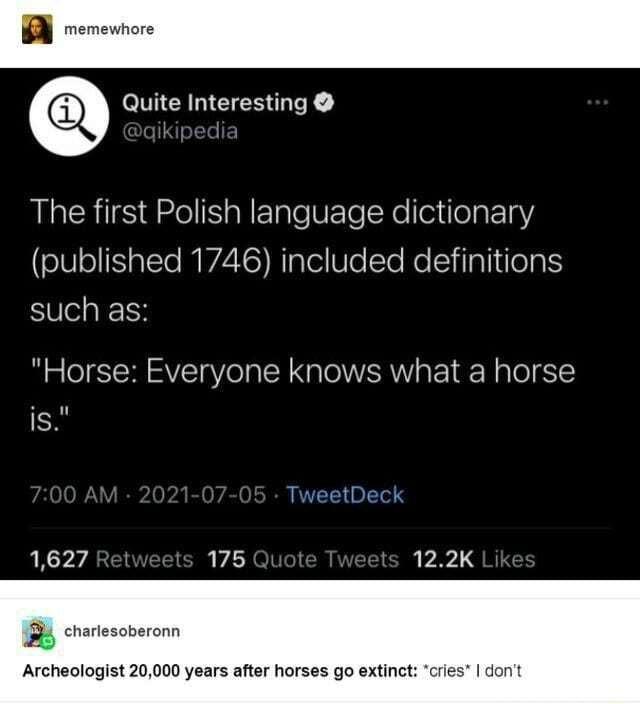 memewhore
Quite Interesting
@qikipedia
The first Polish language dictionary
(published 1746) included definitions
such as:
"Horse: Everyone knows what a horse
is."
7:00 AM · 2021-07-05 · TweetDeck
1,627 Retweets 175 Quote Tweets 12.2K Likes
charlesoberonn
Archeologist 20,000 years after horses go extinct: *cries* I don't